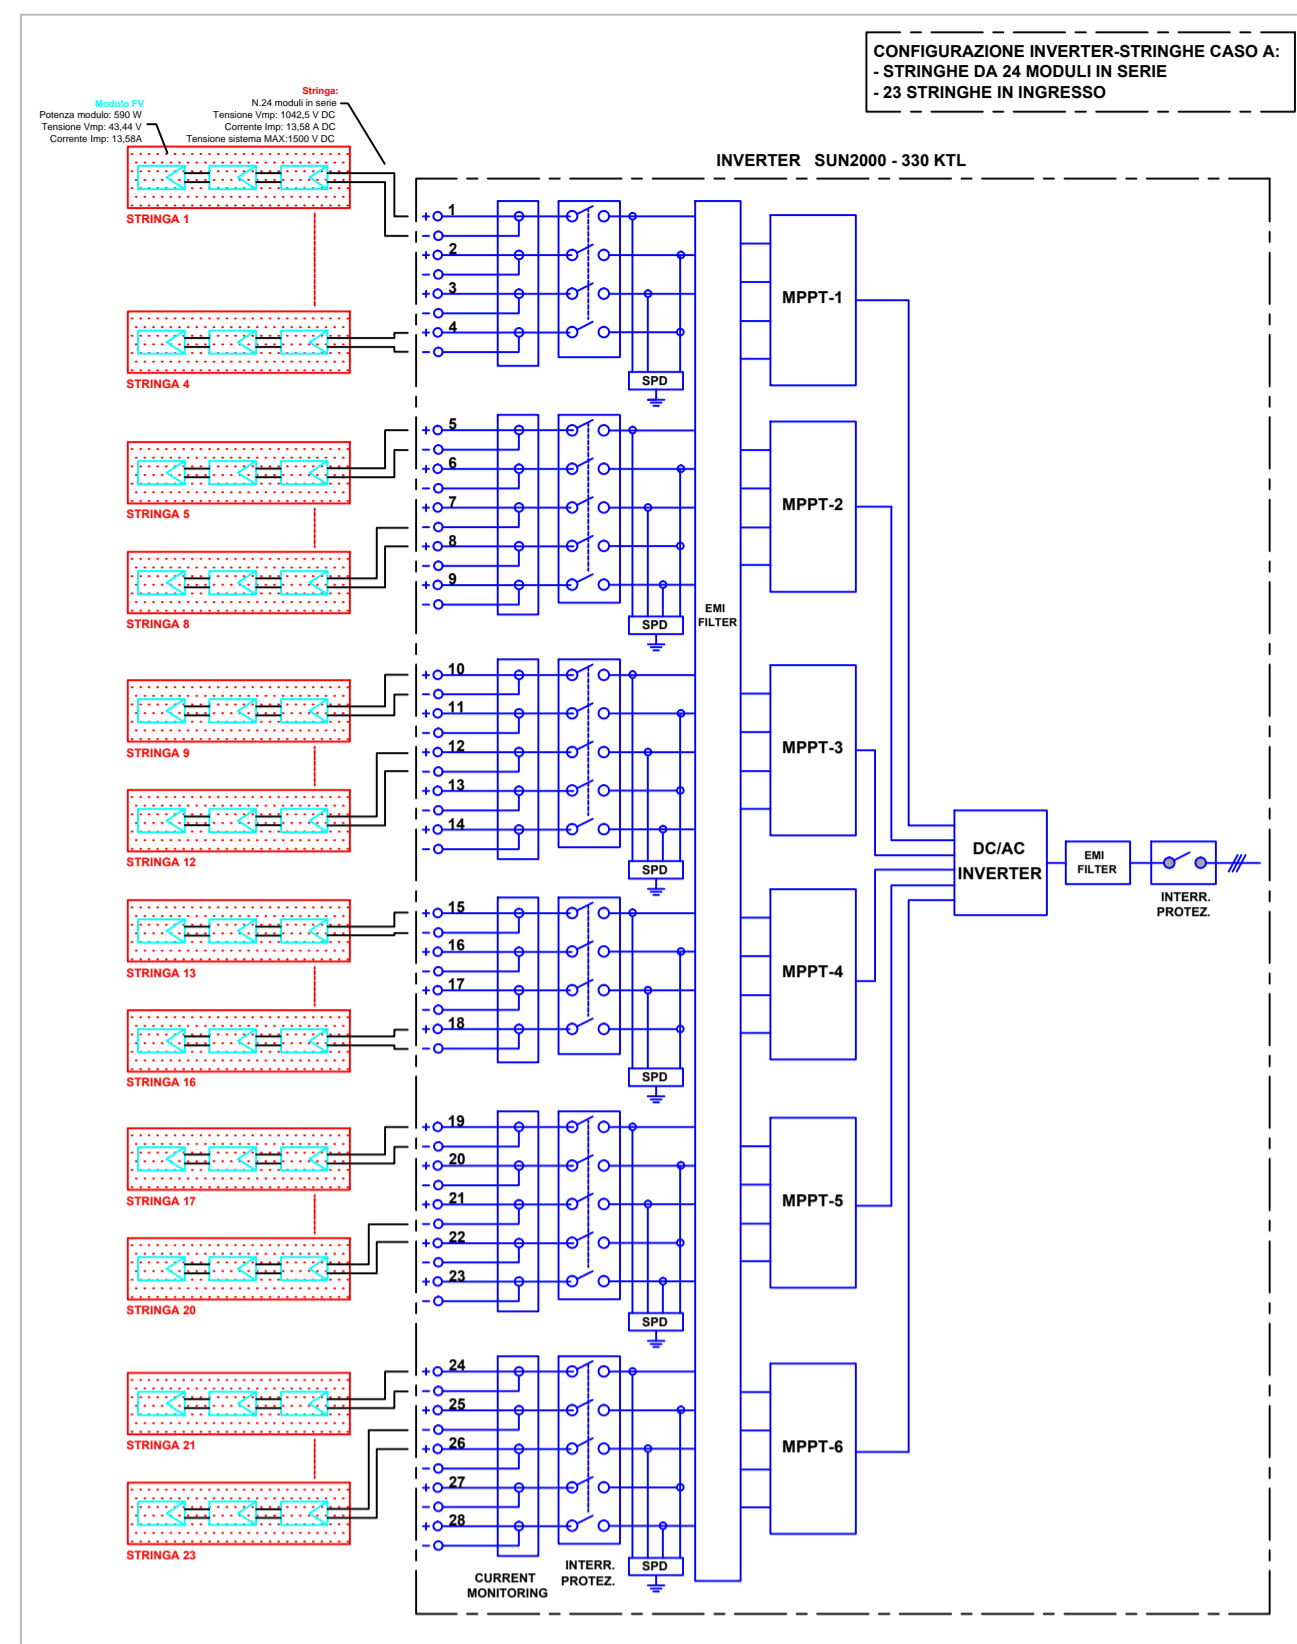 CONFIGURAZIONE INVERTER-STRINGHE CASO A:
- STRINGHE DA 24 MODULI IN SERIE
- 23 STRINGHE IN INGRESSO
Modulo FV
Potenza modulo: 590 W
Tensione Vmp: 43,44 V
Corrente Imp: 13,58A
Stringa:
N.24 moduli in serie
Tensione Vmp: 1042,5 V DC
Corrente Imp: 13,58 A DC
Tensione sistema MAX:1500 V DC
INVERTER SUN2000 - 330 KTL
STRINGA 1
STRINGA 4
+ 1
-
+ 2
-
+ 3
-
+ 4
-
SPD
MPPT-1
STRINGA 5
STRINGA 8
+ 5
-
+ 6
-
+ 7
-
+ 8
-
+ 9
-
SPD
MPPT-2
EMI
FILTER
STRINGA 9
STRINGA 12
+ 10
-
+ 11
-
+ 12
-
+ 13
-
+ 14
-
SPD
MPPT-3
DC/AC
INVERTER
EMI
FILTER
INTERR.
PROTEZ.
STRINGA 13
STRINGA 16
+ 15
-
+ 16
-
+ 17
-
+ 18
-
SPD
MPPT-4
STRINGA 17
STRINGA 20
+ 19
-
+ 20
-
+ 21
-
+ 22
-
+ 23
-
SPD
MPPT-5
STRINGA 21
STRINGA 23
+ 24
-
+ 25
-
+ 26
-
+ 27
-
+ 28
-
SPD
MPPT-6
CURRENT
MONITORING
INTERR.
PROTEZ.